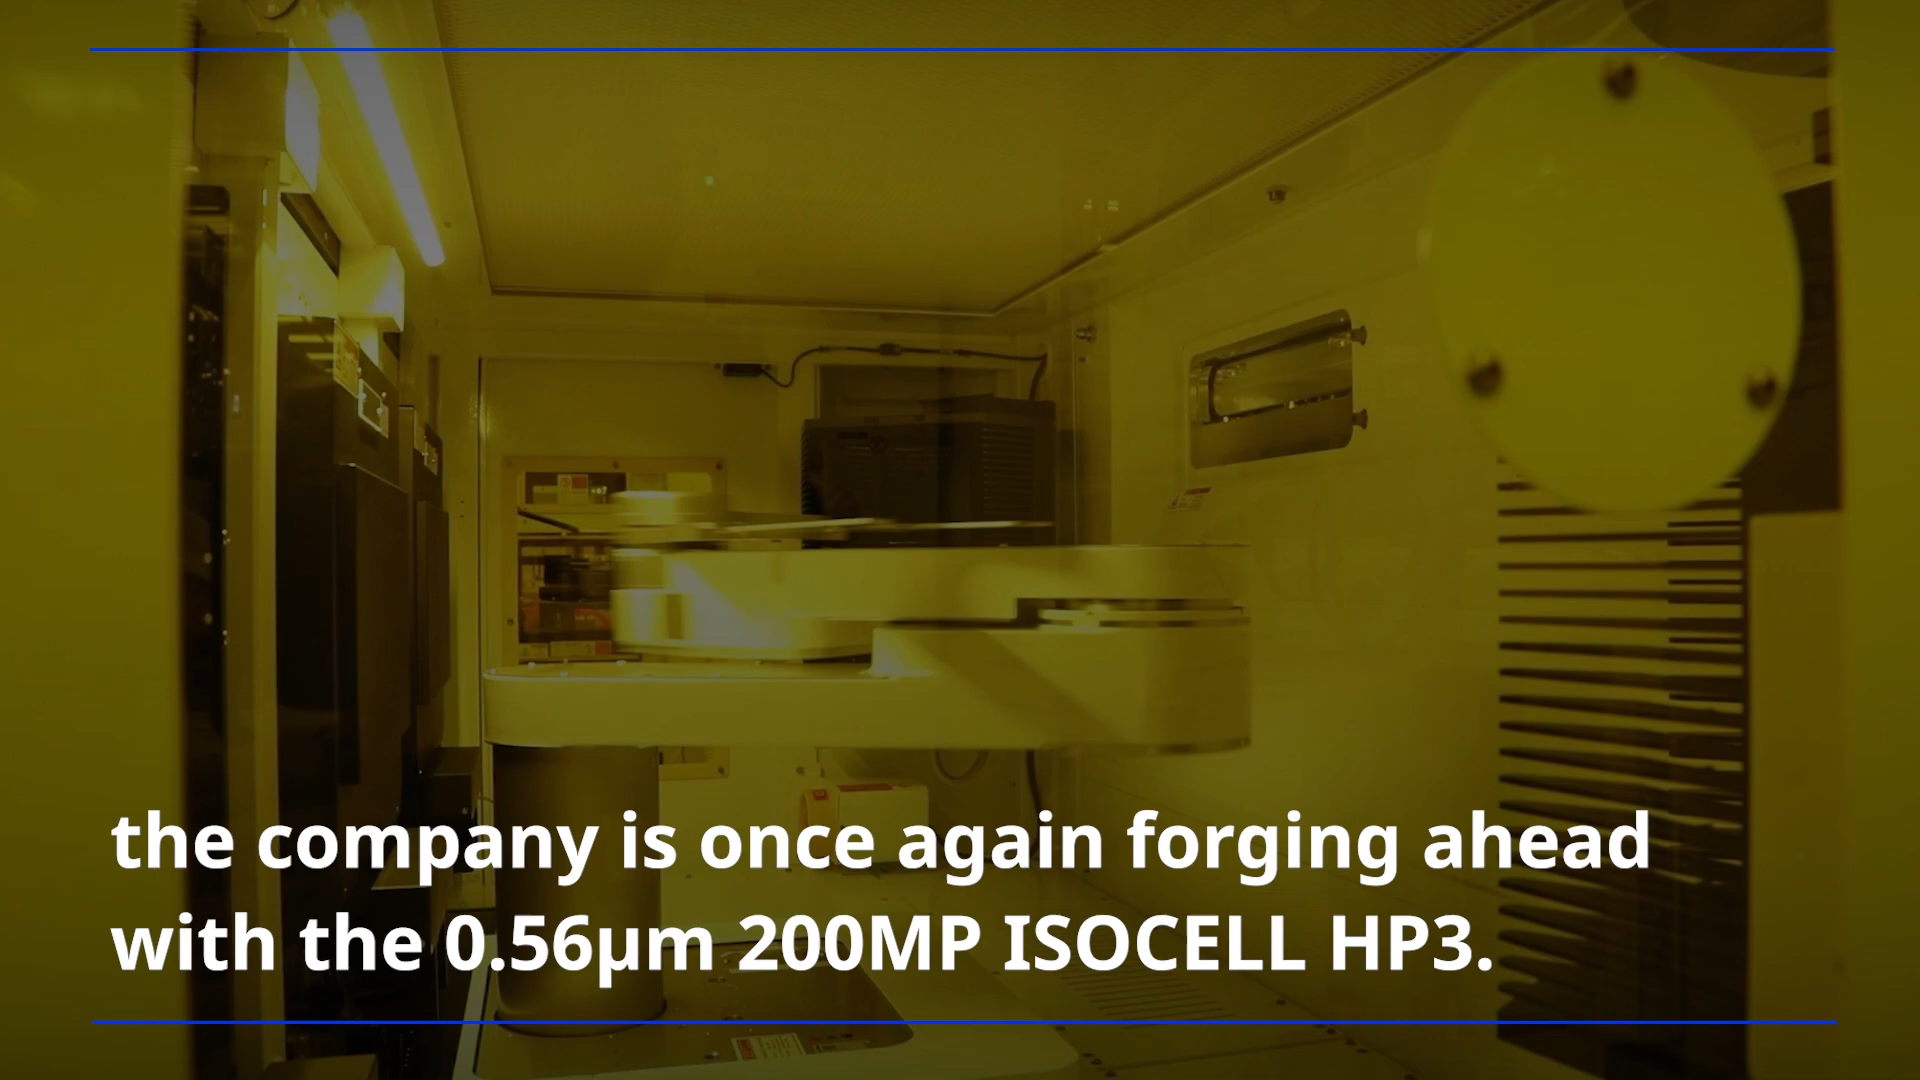 the company is once again forging ahead
with the 0.56µm 200MP ISOCELL HP3.